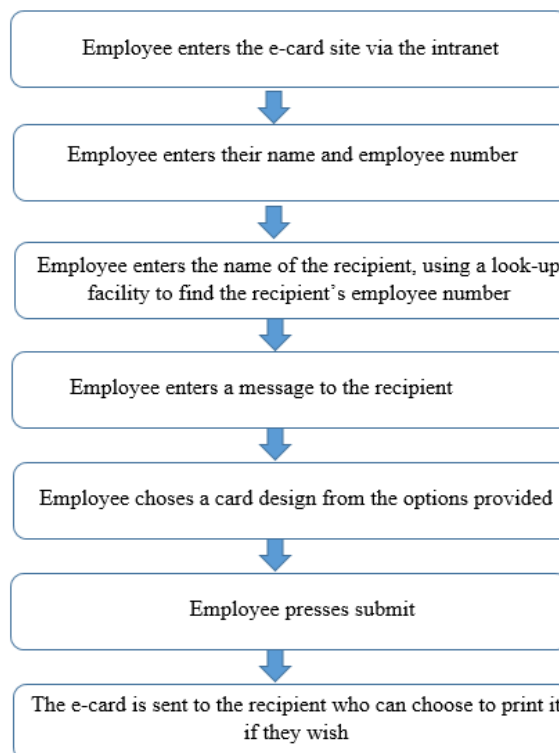 Employee enters the e-card site via the intranet
Employee enters their name and employee number
Employee enters the name of the recipient, using a look-up
facility to find the recipient's employee number
Employee enters a message to the recipient
Employee choses a card design from the options provided
Employee presses submit
The e-card is sent to the recipient who can choose to print it
if they wish